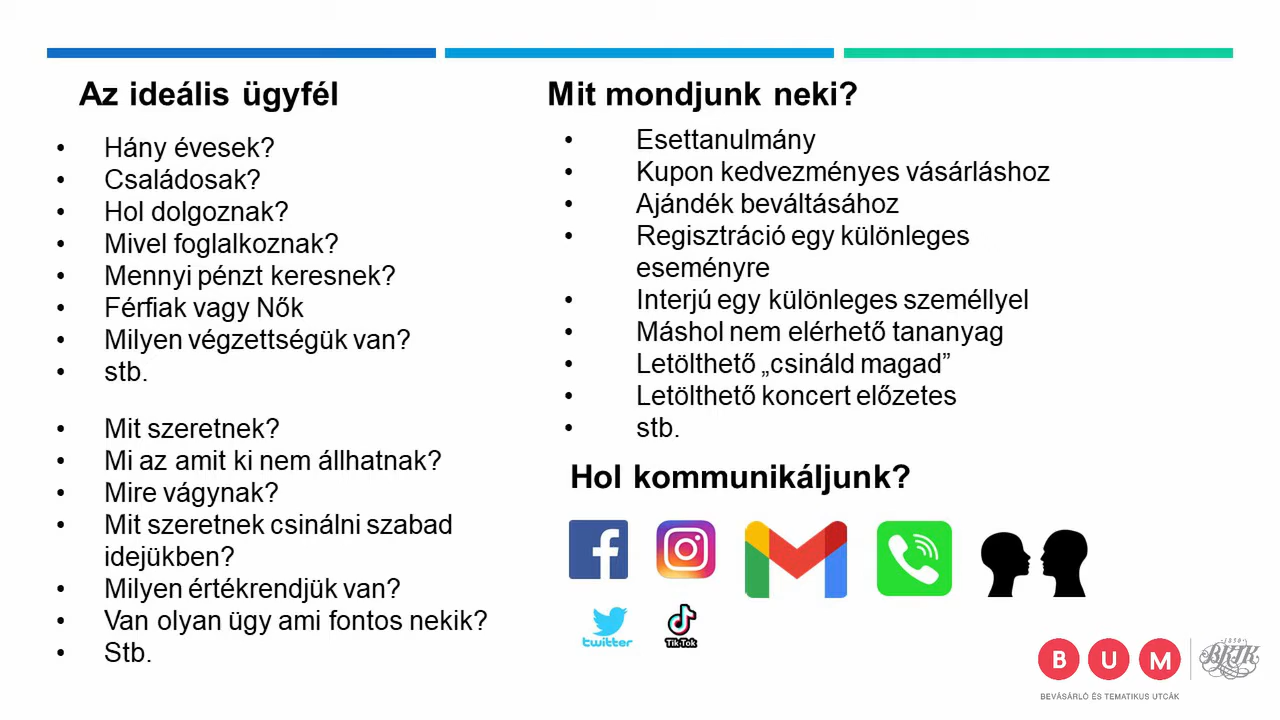 Az ideális ügyfél
• Hány évesek?
• Családosak?
• Hol dolgoznak?
• Mivel foglalkoznak?
• Mennyi pénzt keresnek?
• Férfiak vagy Nők
• Milyen végzettségük van?
• stb.
• Mit szeretnek?
• Mi az amit ki nem állhatnak?
• Mire vágynak?
• Mit szeretnek csinálni szabad
idejükben?
• Milyen értékrendjük van?
• Van olyan ügy ami fontos nekik?
• Stb.
Mit mondjunk neki?
• Esettanulmány
• Kupon kedvezményes vásárláshoz
• Ajándék beváltásához
• Regisztráció egy különleges
eseményre
• Interjú egy különleges személlyel
• Máshol nem elérhető tananyag
• Letölthető „csináld magad”
• Letölthető koncert előzetes
• stb.
Hol kommunikáljunk?
twitter
TikTok
B U M
BEVÁSÁRLÓ ÉS TEMATIKUS UTCÁK
1850
BKIK